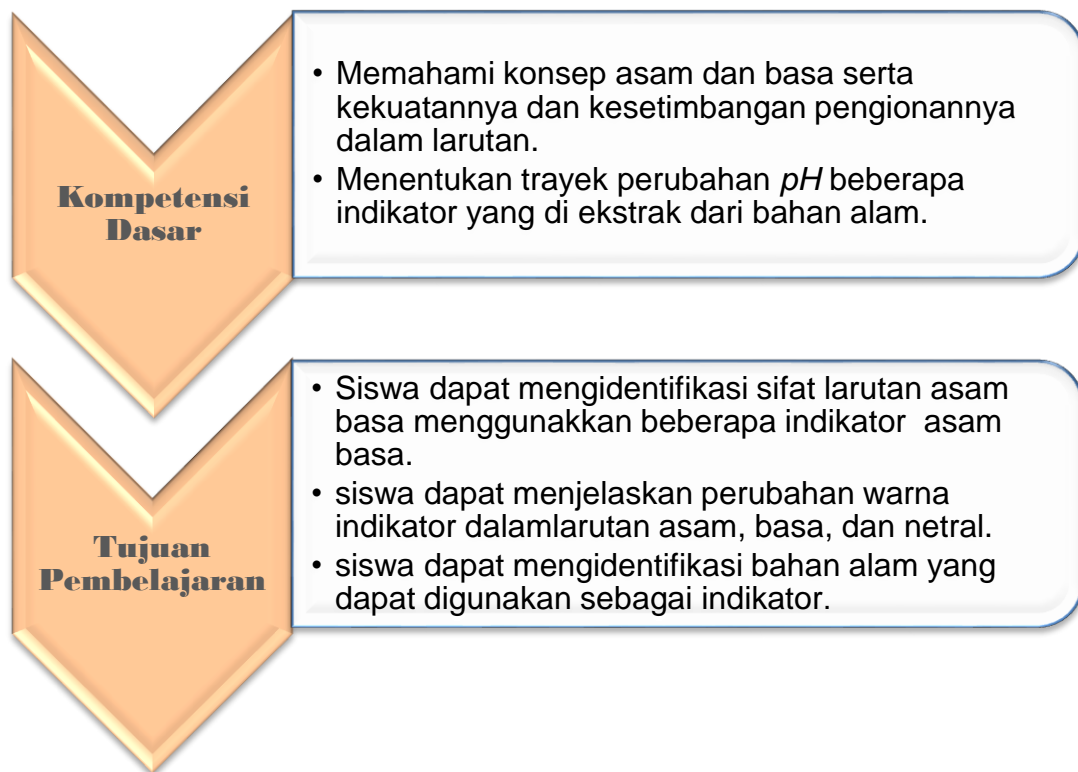 Kompetensi
Dasar
• Memahami konsep asam dan basa serta
kekuatannya dan kesetimbangan pengionannya
dalam larutan.
• Menentukan trayek perubahan pH beberapa
indikator yang di ekstrak dari bahan alam.
Tujuan
Pembelajaran
• Siswa dapat mengidentifikasi sifat larutan asam
basa menggunakkan beberapa indikator  asam
basa.
• siswa dapat menjelaskan perubahan warna
indikator dalamlarutan asam, basa, dan netral.
• siswa dapat mengidentifikasi bahan alam yang
dapat digunakan sebagai indikator.